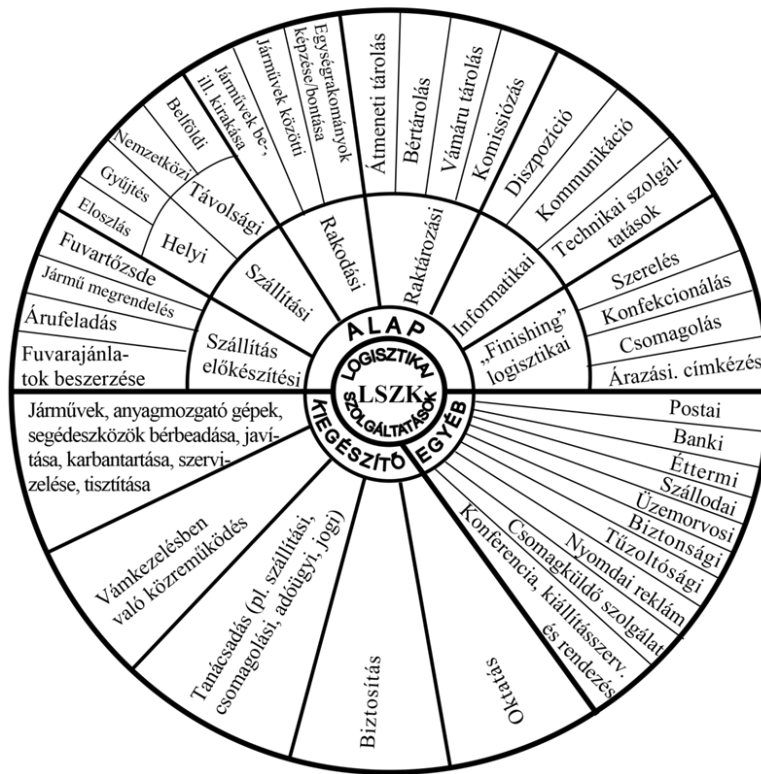 LSZK
LOGISZTIKAI
SZOLGÁLTATÁSOK
ALAP
KIEGÉSZÍTŐ
EGYÉB
Szállítás
előkészítési
Fuvarajánla-
tok beszerzése
Árufeladás
Jármű megrendelés
Fuvartőzsde
Szállítási
Helyi
Eloszlás
Gyűjtés
Távolsági
Nemzetközi
Belföldi
Rakodási
Járművek be-,
ill. kirakása
Járművek közötti
Egységrakományok
képzése/bontása
Raktározási
Átmeneti tárolás
Bértárolás
Vámáru tárolás
Komissiózás
Informatikai
Diszpozíció
Kommunikáció
Technikai szolgál-
tatások
„Finishing”
logisztikai
Szerelés
Konfekcionálás
Csomagolás
Árazási. címkézés
Postai
Banki
Éttermi
Szállodai
Üzemorvosi
Biztonsági
Tűzoltósági
Nyomdai reklám
Csomagküldő szolgálat
Konferencia, kiállításszerv.
és rendezés
Oktatás
Biztosítás
Tanácsadás (pl. szállítási,
csomagolási, adóügyi, jogi)
Vámkezelésben
való közreműködés
Járművek, anyagmozgató gépek,
segédeszközök bérbeadása, javí-
tása, karbantartása, szervi-
zelése, tisztítása